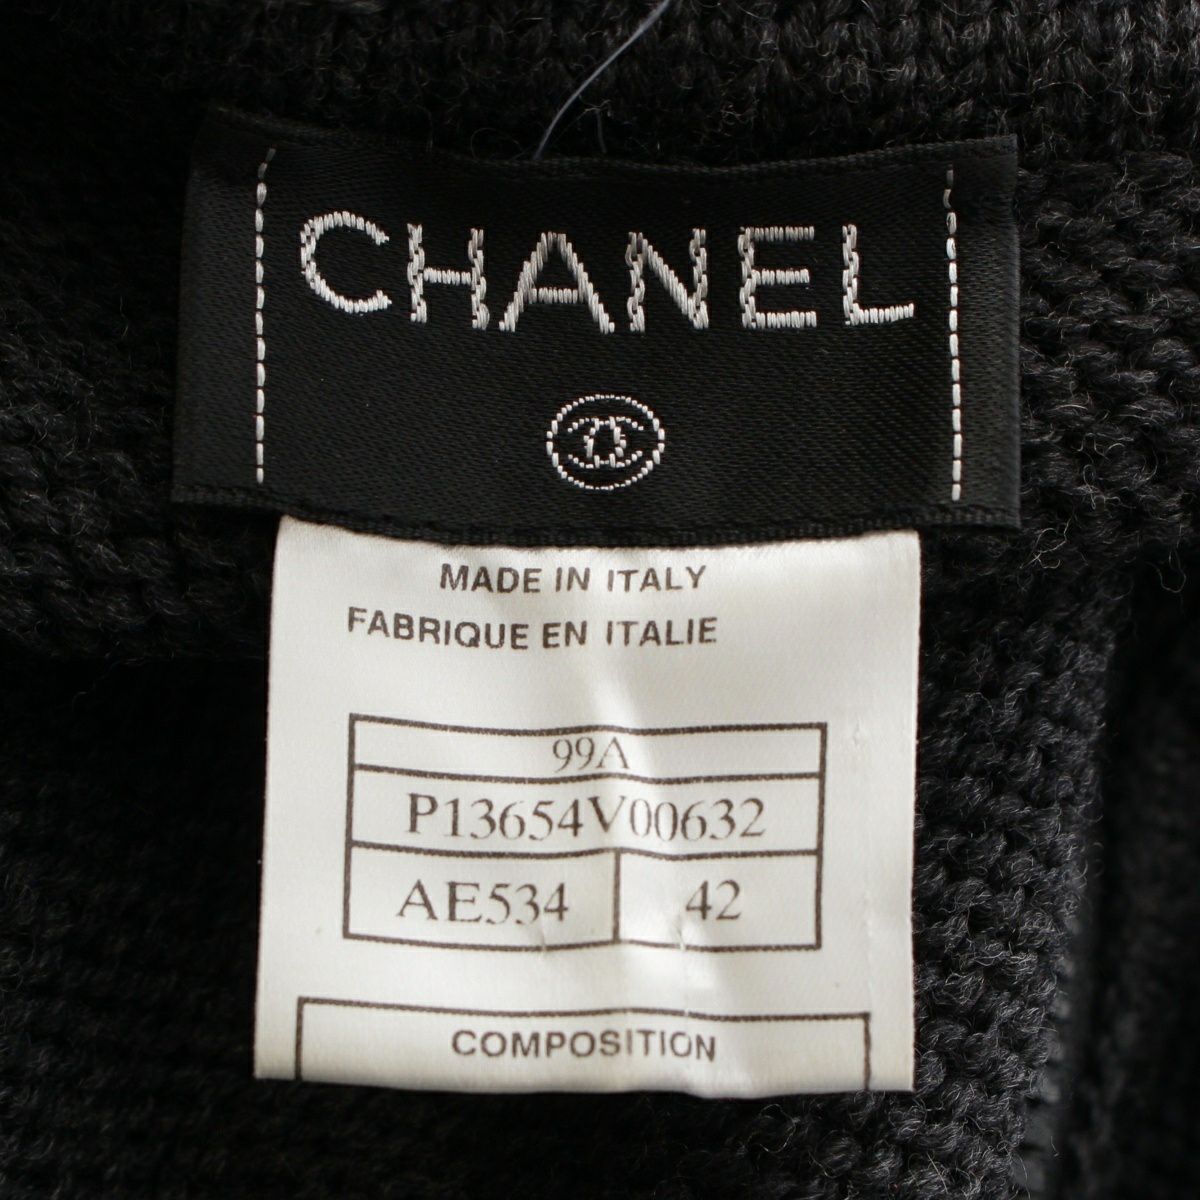 CHANEL
MADE IN ITALY
FABRIQUE EN ITALIE
99A
P13654V00632
AE534 42
COMPOSITION